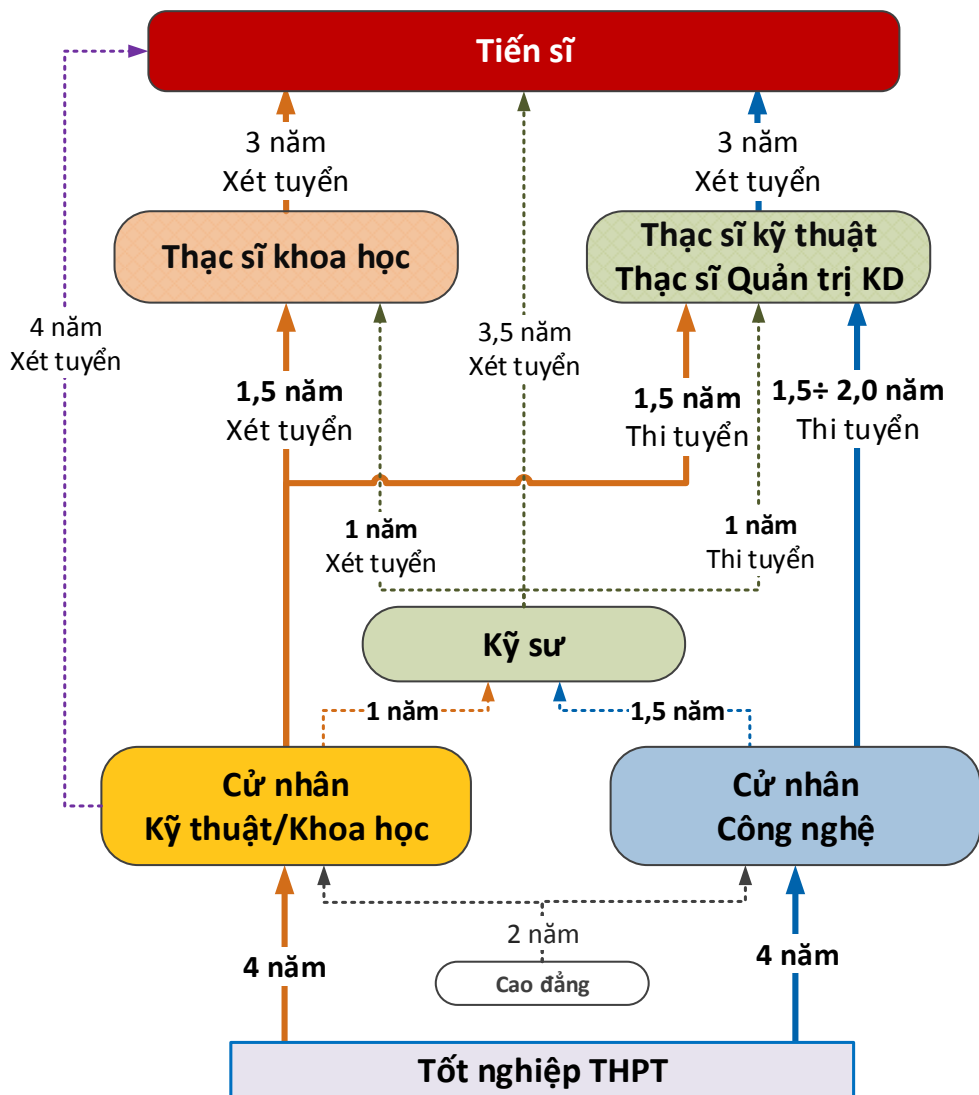 Tiến sĩ
3 năm
Xét tuyển
3 năm
Xét tuyển
Thạc sĩ khoa học
Thạc sĩ kỹ thuật
Thạc sĩ Quản trị KD
4 năm
Xét tuyển
3,5 năm
Xét tuyển
1,5 năm
Xét tuyển
1,5 năm
Thi tuyển
1,5÷ 2,0 năm
Thi tuyển
1 năm
Xét tuyển
1 năm
Thi tuyển
Kỹ sư
1 năm
1,5 năm
Cử nhân
Kỹ thuật/Khoa học
Cử nhân
Công nghệ
2 năm
4 năm
4 năm
Cao đẳng
Tốt nghiệp THPT